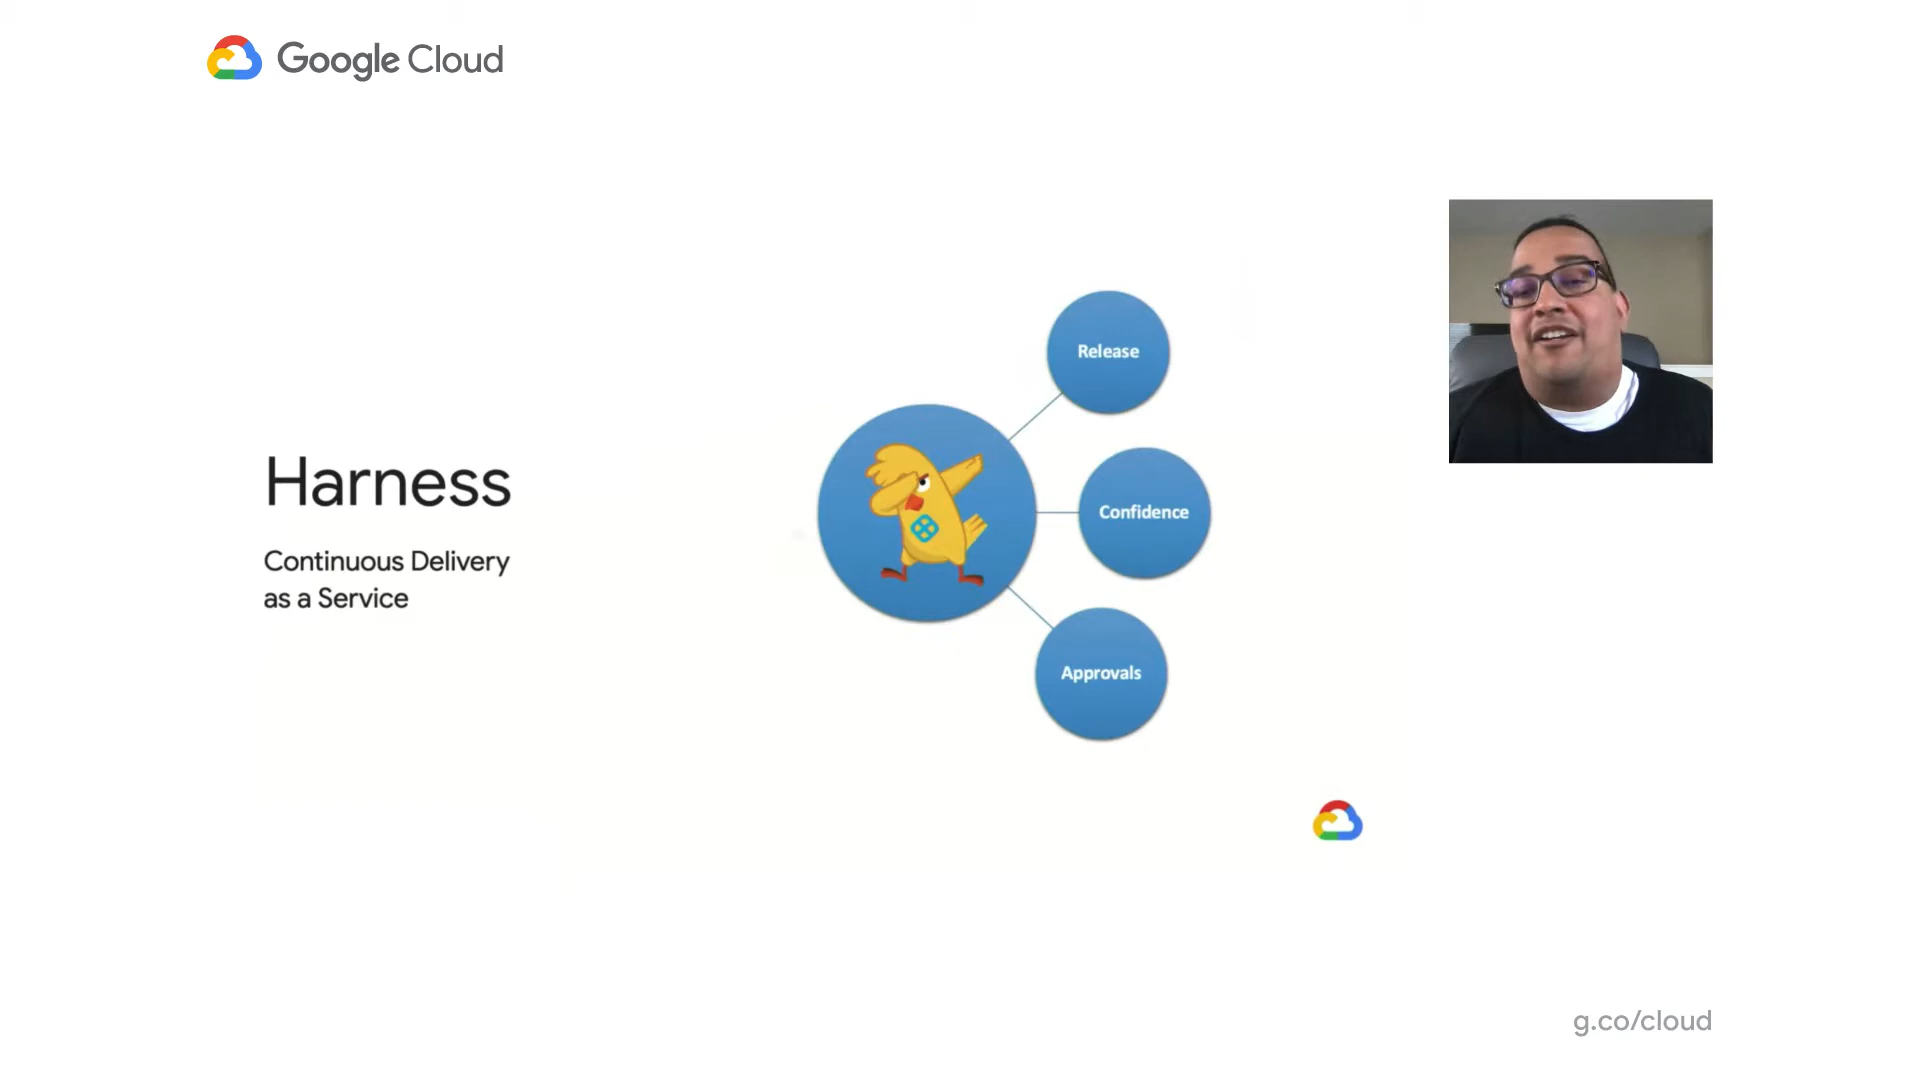 Google Cloud
Release
Confidence
Harness
Continuous Delivery
as a Service
Approvals
g.co/cloud